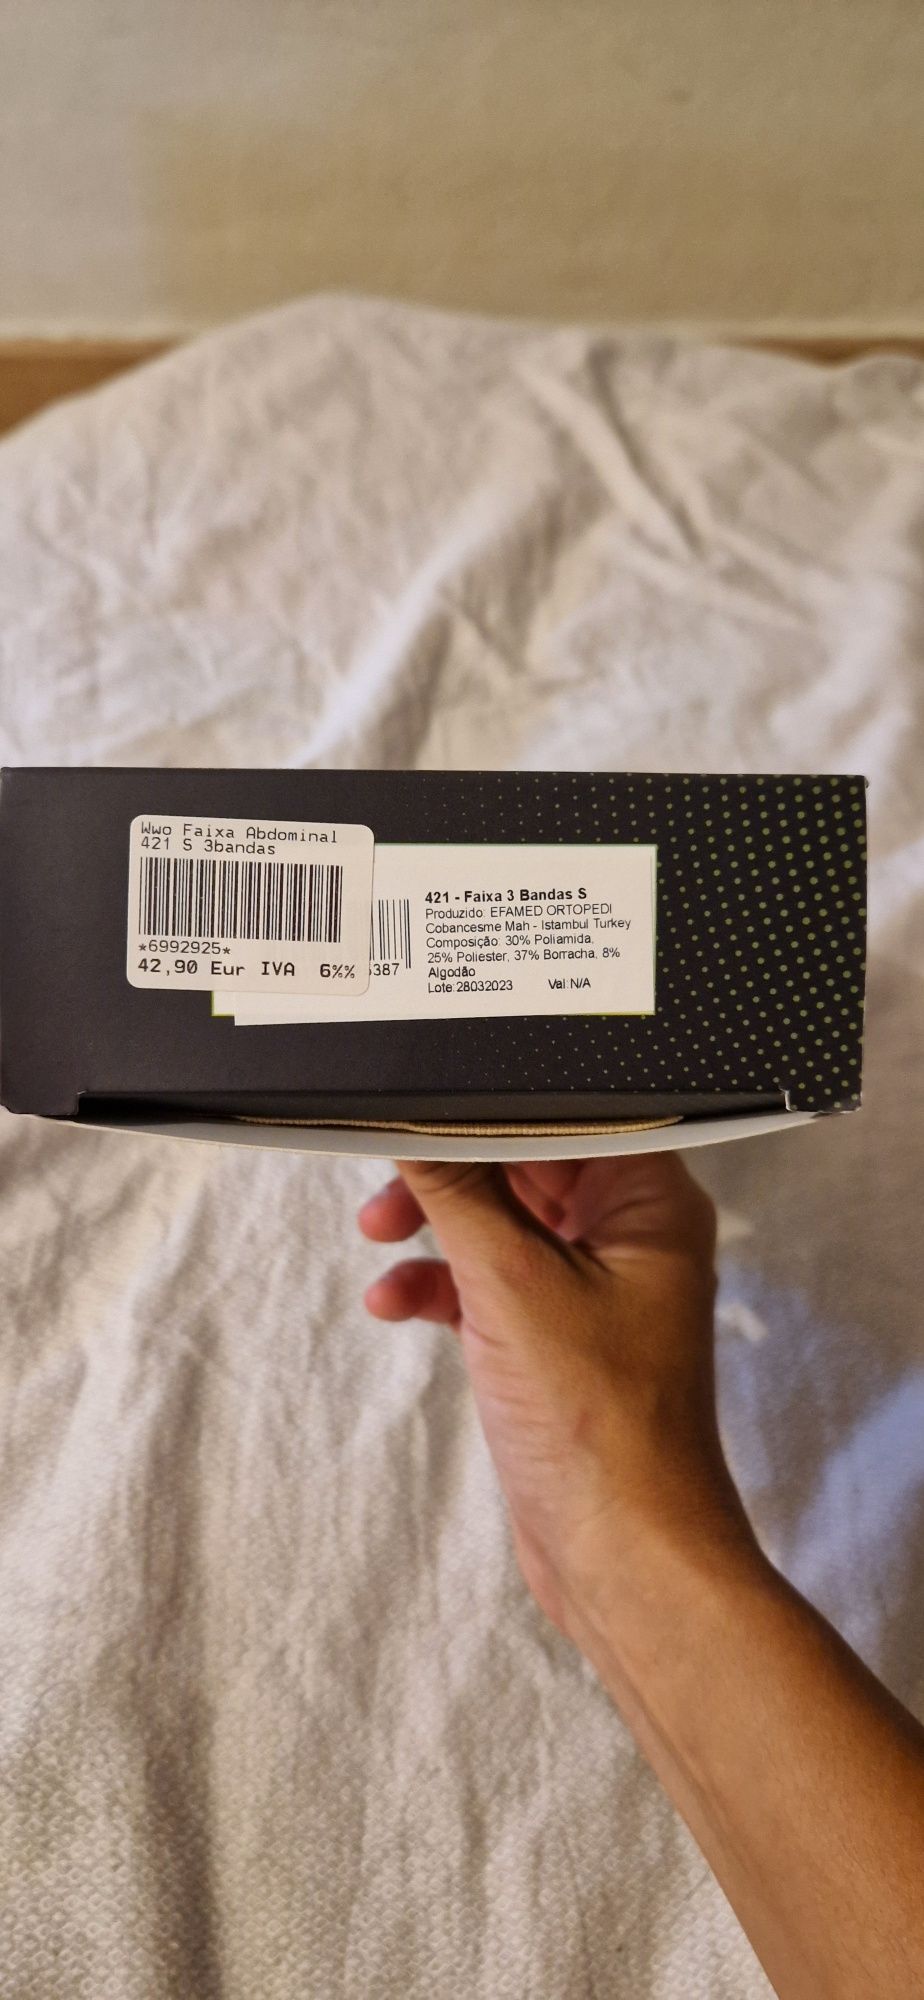 Wwo Faixa Abdominal
421 S 3bandas
*6992925*
42,90 Eur IVA 6%%
387
421 - Faixa 3 Bandas S
Produzido: EFAMED ORTOPEDI
Cobancesme Mah - Istambul Turkey
Composição: 30% Poliamida,
25% Poliester, 37% Borracha, 8%
Algodão
Lote:28032023 Val:N/A